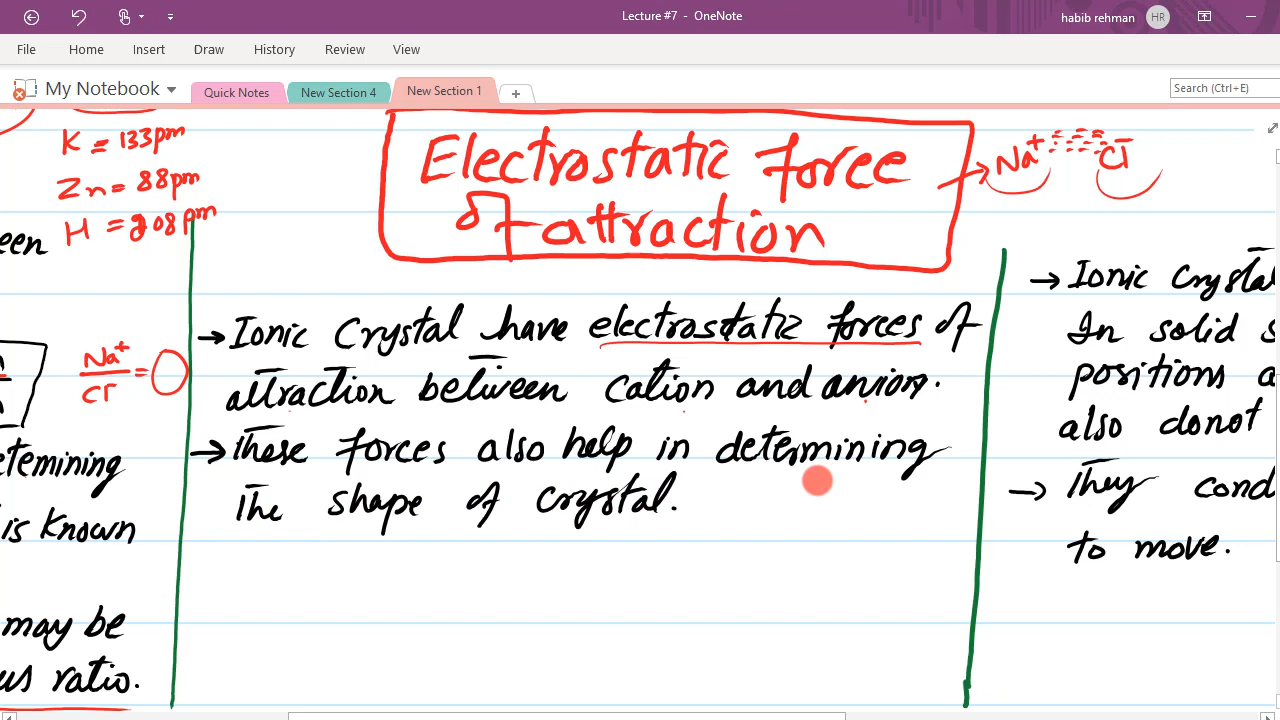 Lecture #7 - OneNote
habib rehman
HR
File Home Insert Draw History Review View
My Notebook
Quick Notes
New Section 4
New Section 1
Search (Ctrl+E)
K = 133pm
Zn = 88pm
H = 208pm
Electrostatic force
of attraction
Na+ Cl-
een
Na+
Cl-
=
etemining
is known
may be
us ratio.
→ Ionic Crystal have electrostatic forces of
attraction between cation and anion.
→ These forces also help in determining
the shape of crystal.
→ Ionic Crystal
In solid s
positions a
also donot
→ They cond
to move.